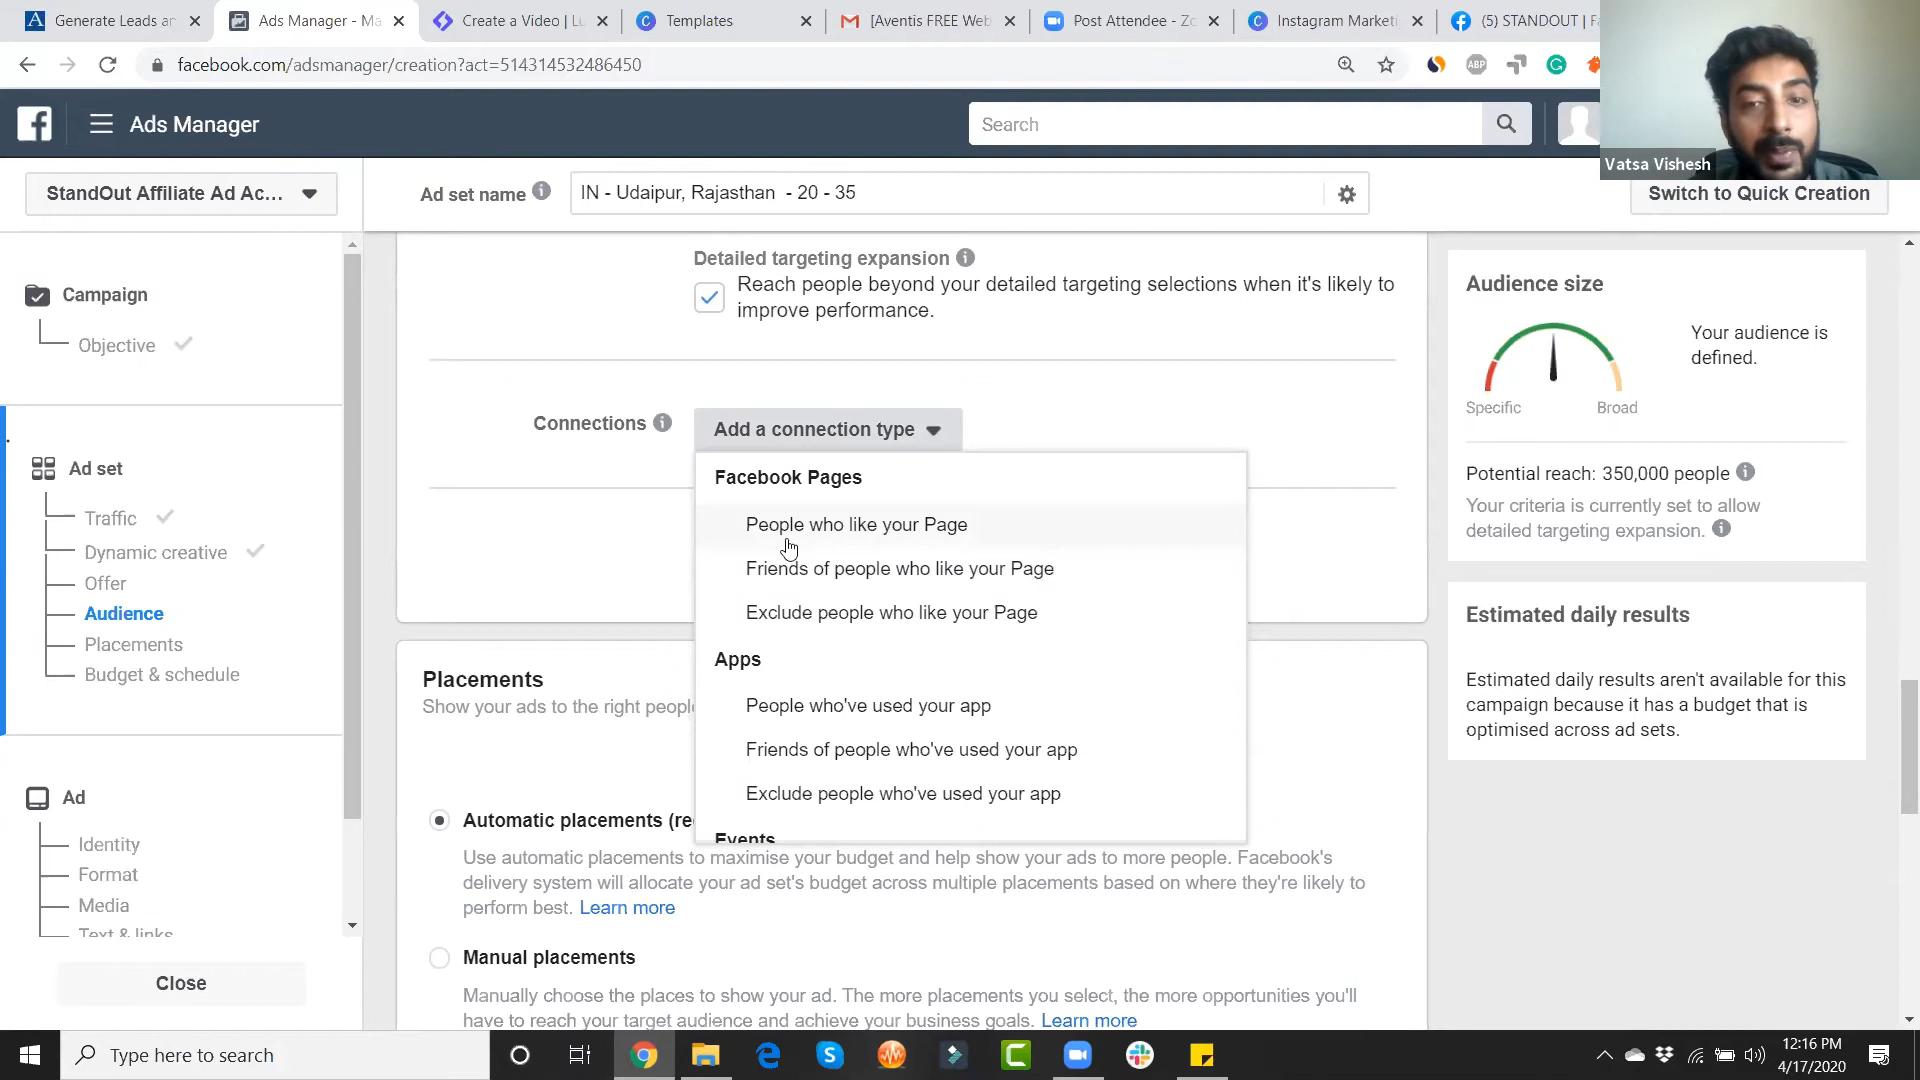 Generate Leads an
Ads Manager - Ma
Create a Video | Lu
Templates
[Aventis FREE Web
Post Attendee - Zo
Instagram Marketi
(5) STANDOUT | Fa
facebook.com/adsmanager/creation?act=514314532486450
ABP
Ads Manager
Search
Vatsa Vishesh
StandOut Affiliate Ad Ac...
Ad set name
IN - Udaipur, Rajasthan - 20 - 35
Switch to Quick Creation
Campaign
Objective
Ad set
Traffic
Dynamic creative
Offer
Audience
Placements
Budget & schedule
Ad
Identity
Format
Media
Text & links
Close
Detailed targeting expansion
Reach people beyond your detailed targeting selections when it's likely to
improve performance.
Connections
Add a connection type
Facebook Pages
People who like your Page
Friends of people who like your Page
Exclude people who like your Page
Apps
People who've used your app
Friends of people who've used your app
Exclude people who've used your app
Events
Placements
Show your ads to the right people
Automatic placements (re
Use automatic placements to maximise your budget and help show your ads to more people. Facebook's
delivery system will allocate your ad set's budget across multiple placements based on where they're likely to
perform best. Learn more
Manual placements
Manually choose the places to show your ad. The more placements you select, the more opportunities you'll
have to reach your target audience and achieve your business goals. Learn more
Audience size
Your audience is
defined.
Specific
Broad
Potential reach: 350,000 people
Your criteria is currently set to allow
detailed targeting expansion.
Estimated daily results
Estimated daily results aren't available for this
campaign because it has a budget that is
optimised across ad sets.
Type here to search
12:16 PM
4/17/2020